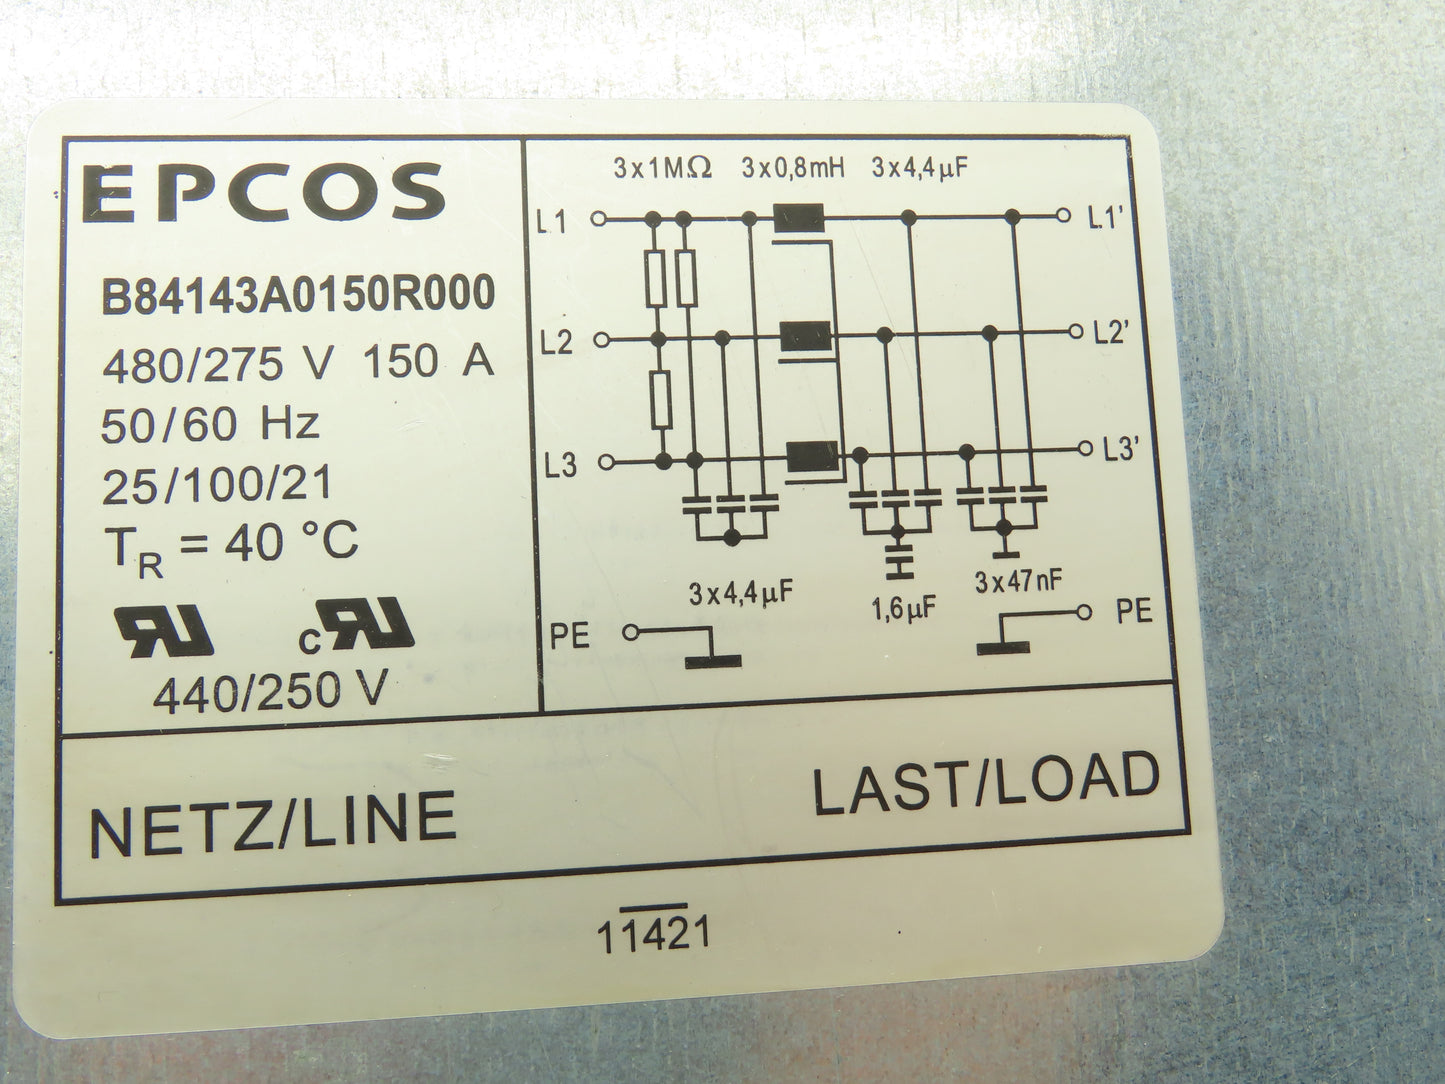 EPCOS
B84143A0150R000
480/275 V 150 A
50/60 Hz
25/100/21
TR = 40 °C
RU cRU
440/250 V
3x1MΩ 3x0,8mH 3x4,4µF
L1 L1'
L2 L2'
L3 L3'
3x4,4µF 1,6µF 3x47nF
PE PE
NETZ/LINE LAST/LOAD
11421